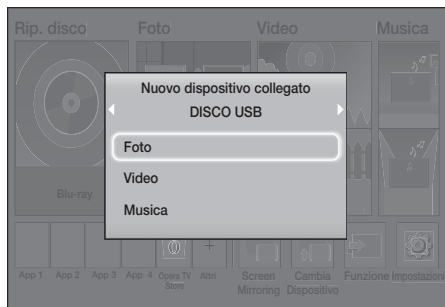 Rip. disco Foto Video Musica
Nuovo dispositivo collegato
DISCO USB
Foto
Video
Musica
Blu-ray
App 1 App 2 App 3 App 4 Opera TV Store Altri Screen Mirroring Cambia Dispositivo Funzione Impostazioni